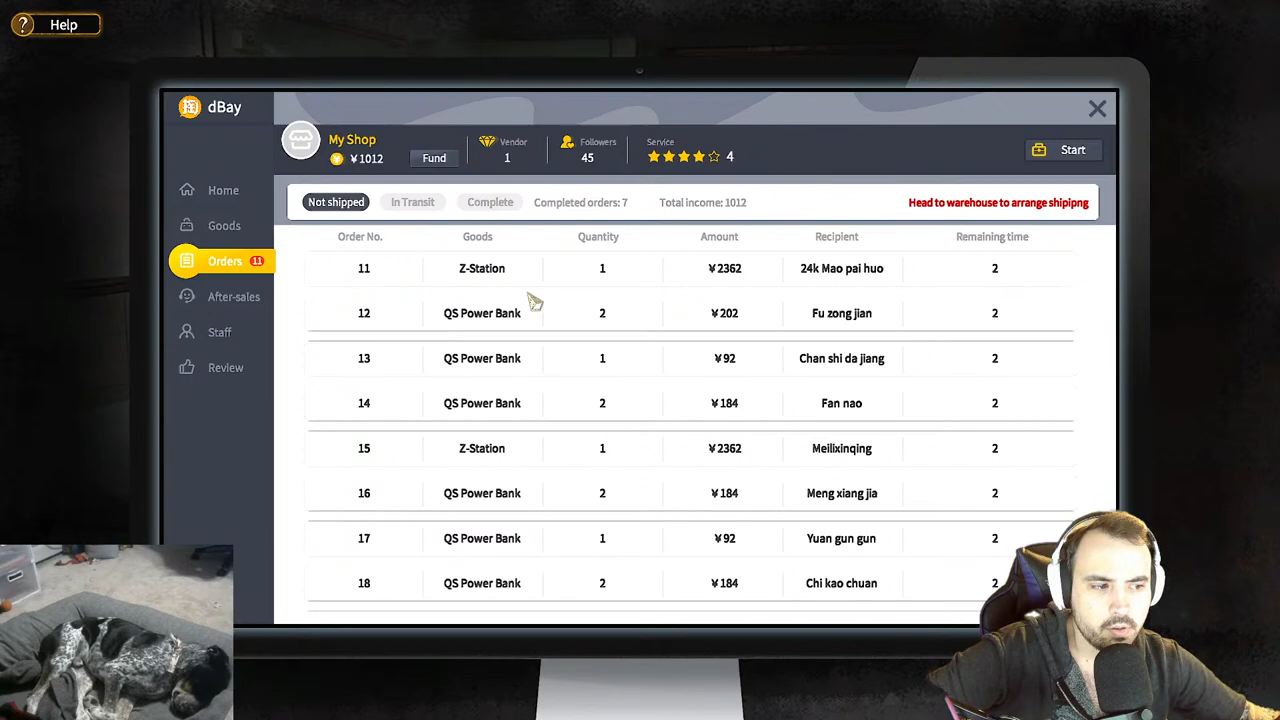 ? Help
掏 dBay
My Shop
¥1012
Fund
Vendor
1
Followers
45
Service
4
Start
Home
Goods
Orders 11
After-sales
Staff
Review
Not shipped In Transit Complete Completed orders: 7 Total income: 1012 Head to warehouse to arrange shipipng
Order No. Goods Quantity Amount Recipient Remaining time
11 Z-Station 1 ¥2362 24k Mao pai huo 2
12 QS Power Bank 2 ¥202 Fu zong jian 2
13 QS Power Bank 1 ¥92 Chan shi da jiang 2
14 QS Power Bank 2 ¥184 Fan nao 2
15 Z-Station 1 ¥2362 Meilixinqing 2
16 QS Power Bank 2 ¥184 Meng xiang jia 2
17 QS Power Bank 1 ¥92 Yuan gun gun 2
18 QS Power Bank 2 ¥184 Chi kao chuan 2